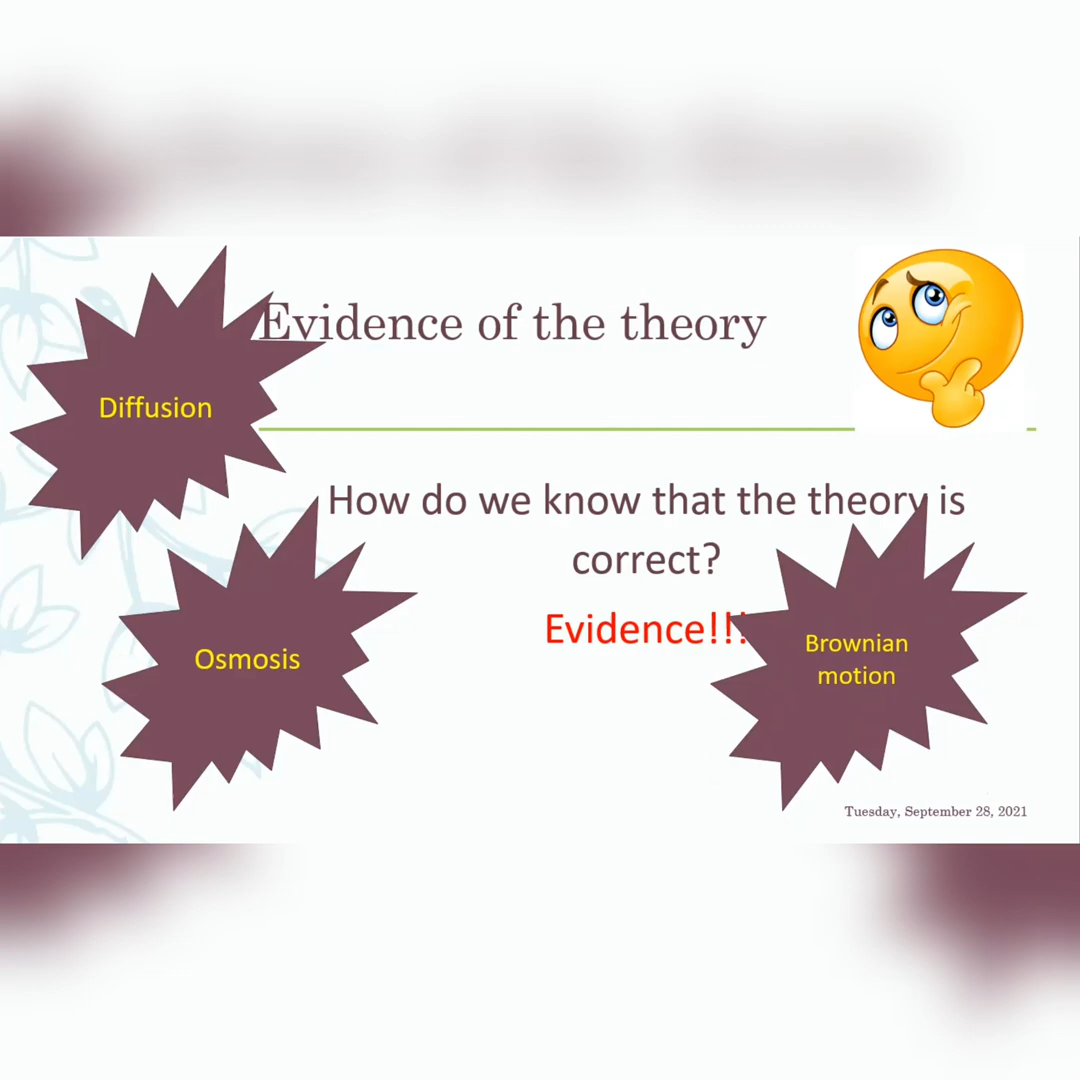 Evidence of the theory
Diffusion
How do we know that the theory is
correct?
Evidence!!!
Osmosis
Brownian
motion
Tuesday, September 28, 2021